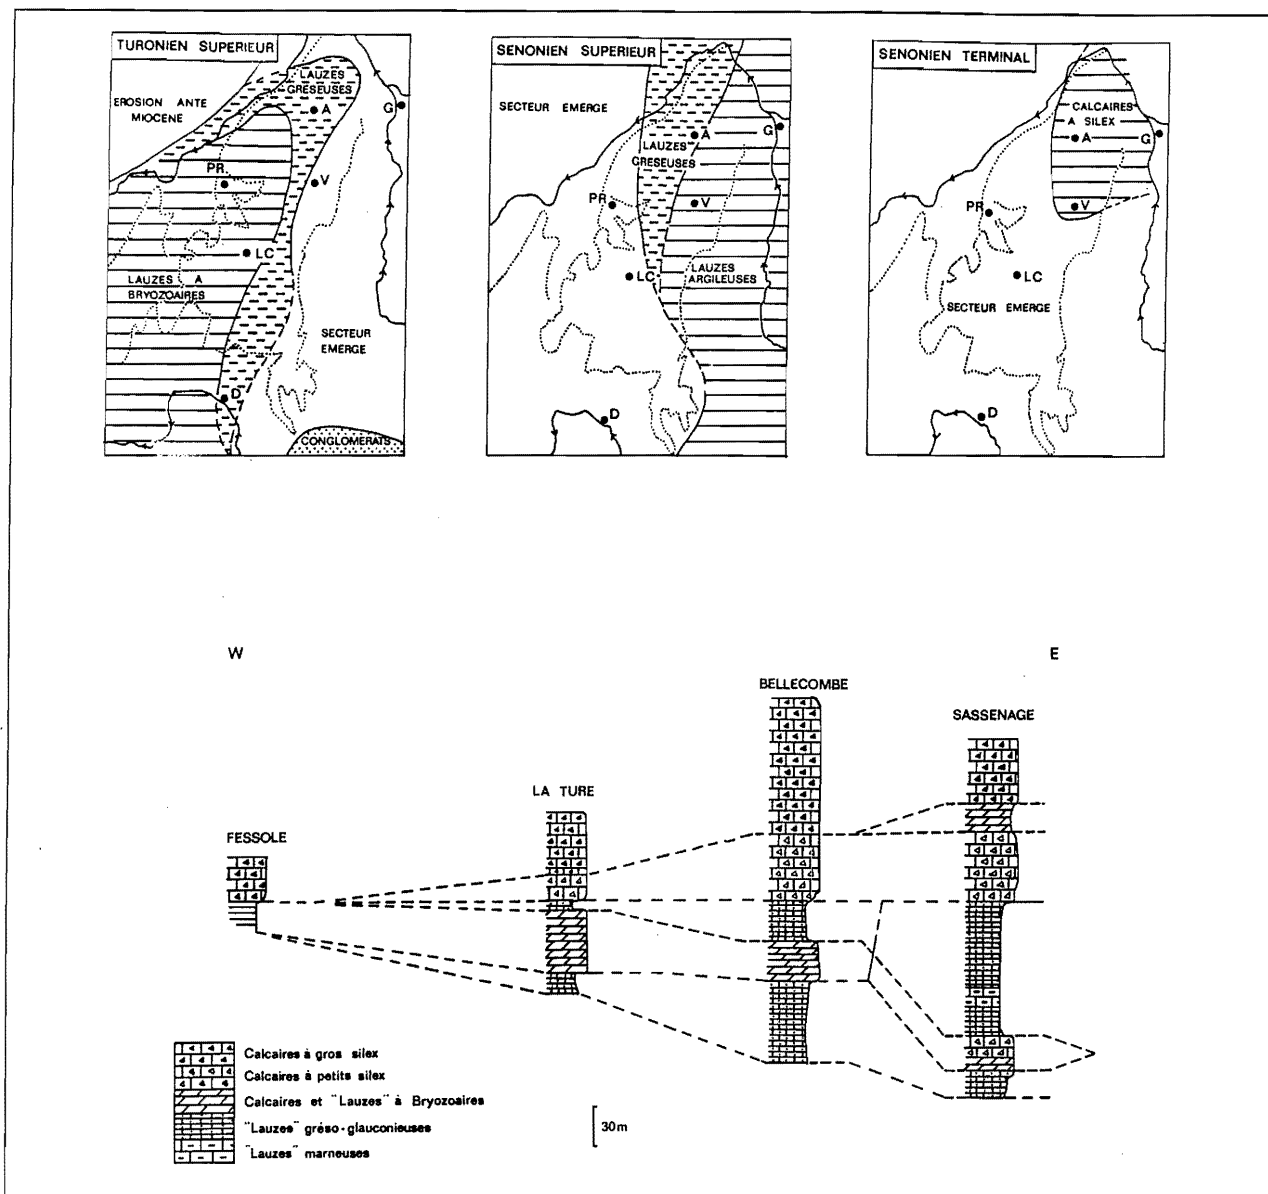 TURONIEN SUPERIEUR
LAUZES
GRESEUSES
EROSION ANTE
MIOCENE
A
G
PR
V
LC
LAUZES A
BRYOZOAIRES
SECTEUR
EMERGE
D
CONGLOMERATS
SENONIEN SUPERIEUR
SECTEUR EMERGE
G
A
LAUZES
GRESEUSES
PR
V
LC
LAUZES
ARGILEUSES
D
SENONIEN TERMINAL
CALCAIRES
A SILEX
A
G
PR
V
LC
SECTEUR EMERGE
D
W
E
BELLECOMBE
SASSENAGE
LA TURE
FESSOLE
Calcaires à gros silex
Calcaires à petits silex
Calcaires et "Lauzes" à Bryozoaires
"Lauzes" gréso-glauconieuses
"Lauzes" marneuses
30m